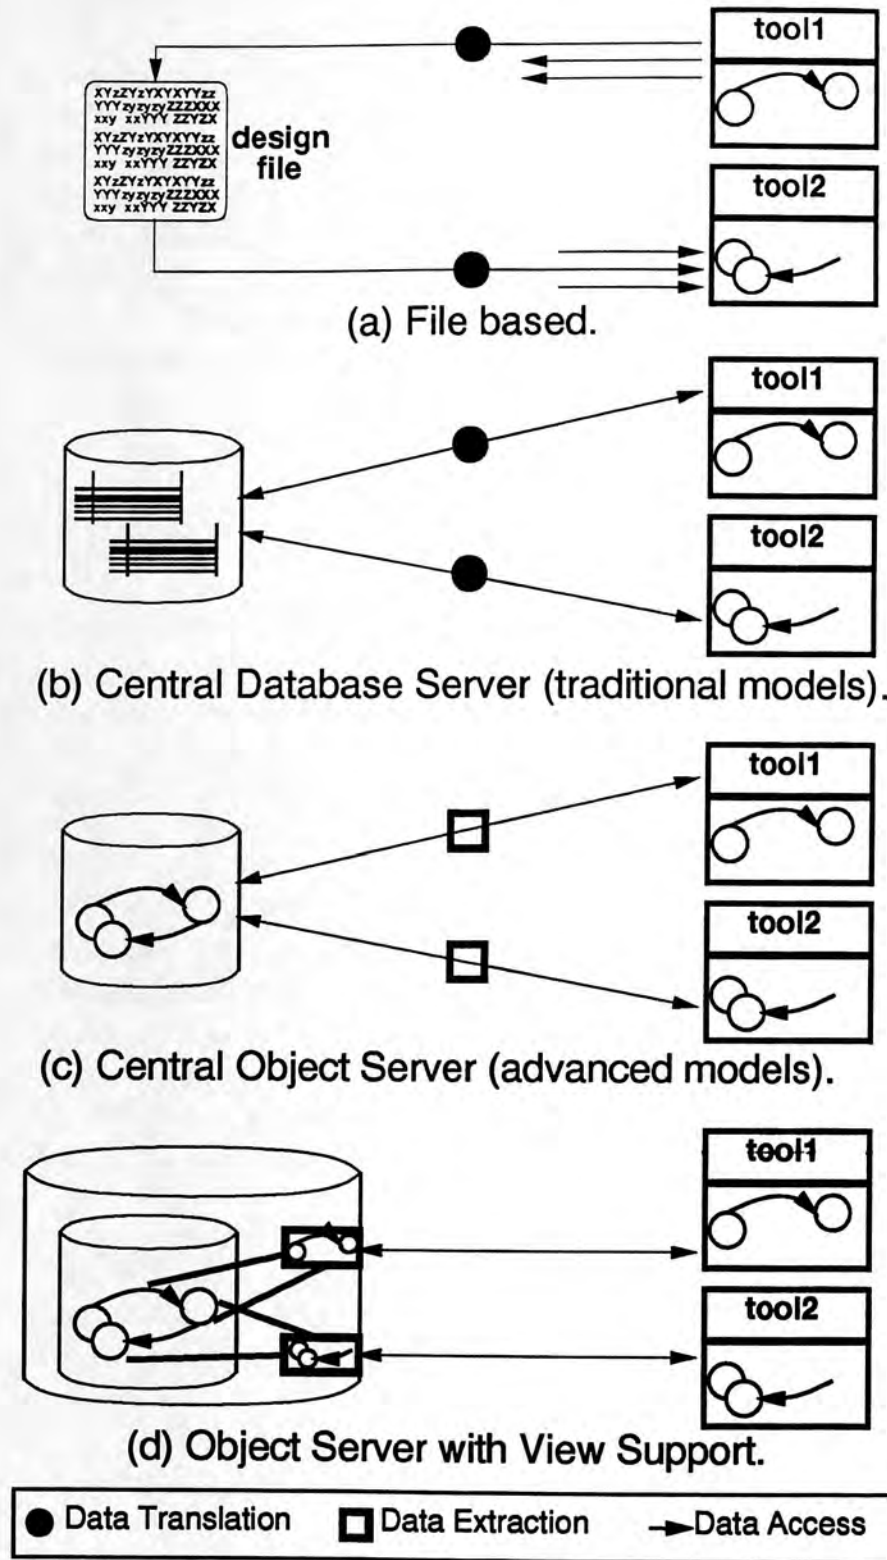 tool1
XYzZYzYXYXYYzz
YYYzyzyzyZZZXXX
xxy xxYYY ZZYZX
XYzZYzYXYXYYzz
YYYzyzyzyZZZXXX
xxy xxYYY ZZYZX
XYzZYzYXYXYYzz
YYYzyzyzyZZZXXX
xxy xxYYY ZZYZX
design
file
tool2
(a) File based.
tool1
tool2
(b) Central Database Server (traditional models).
tool1
tool2
(c) Central Object Server (advanced models).
tool1
tool2
(d) Object Server with View Support.
Data Translation Data Extraction Data Access